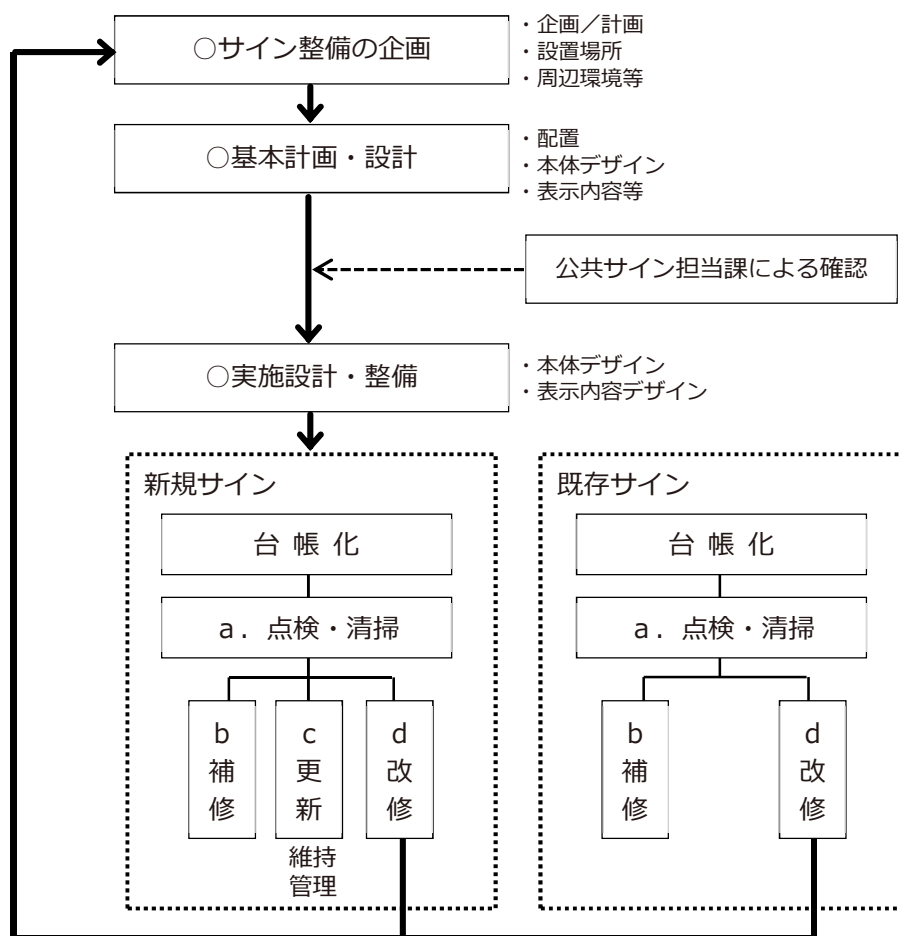 ○サイン整備の企画
・企画／計画
・設置場所
・周辺環境等
○基本計画・設計
・配置
・本体デザイン
・表示内容等
公共サイン担当課による確認
○実施設計・整備
・本体デザイン
・表示内容デザイン
新規サイン
台 帳 化
a．点検・清掃
b
補
修
c
更
新
d
改
修
維持
管理
既存サイン
台 帳 化
a．点検・清掃
b
補
修
d
改
修